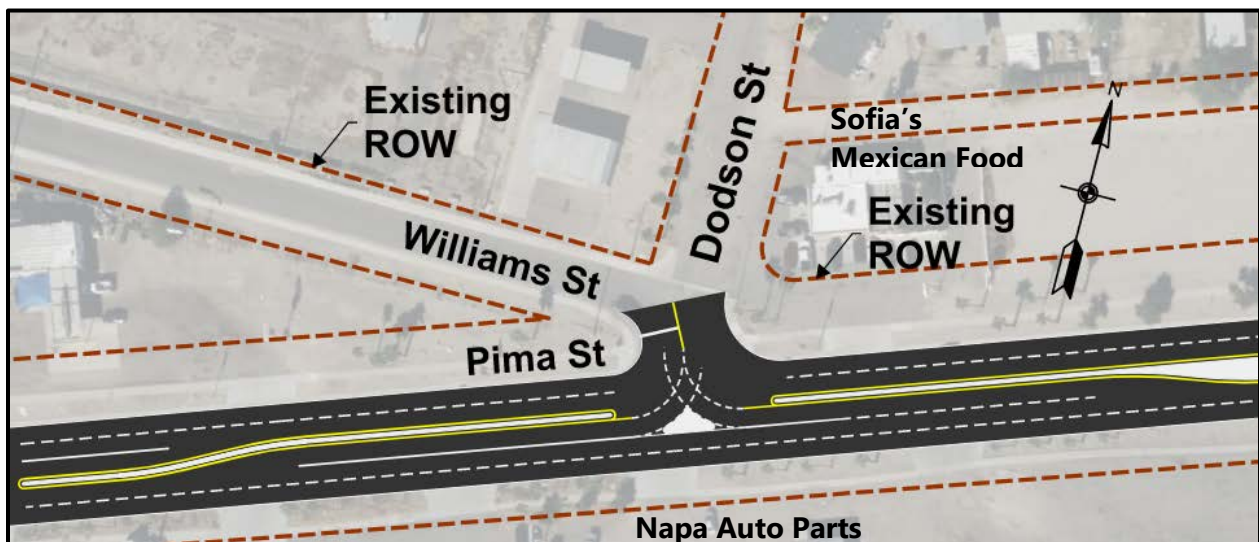 Existing
ROW
Dodson St
Sofia's
Mexican Food
N
Existing
ROW
Williams St
Pima St
Napa Auto Parts